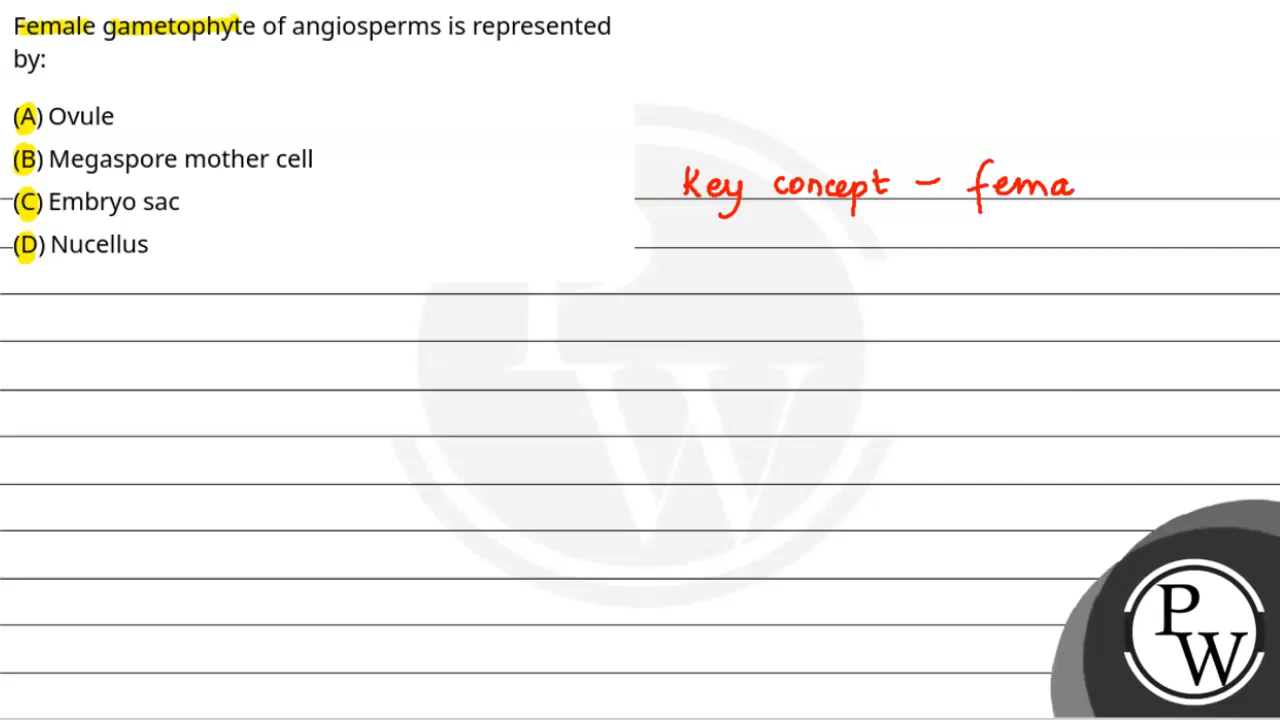 Female gametophyte of angiosperms is represented
by:
(A) Ovule
(B) Megaspore mother cell
(C) Embryo sac
(D) Nucellus
Key concept - fema
PW